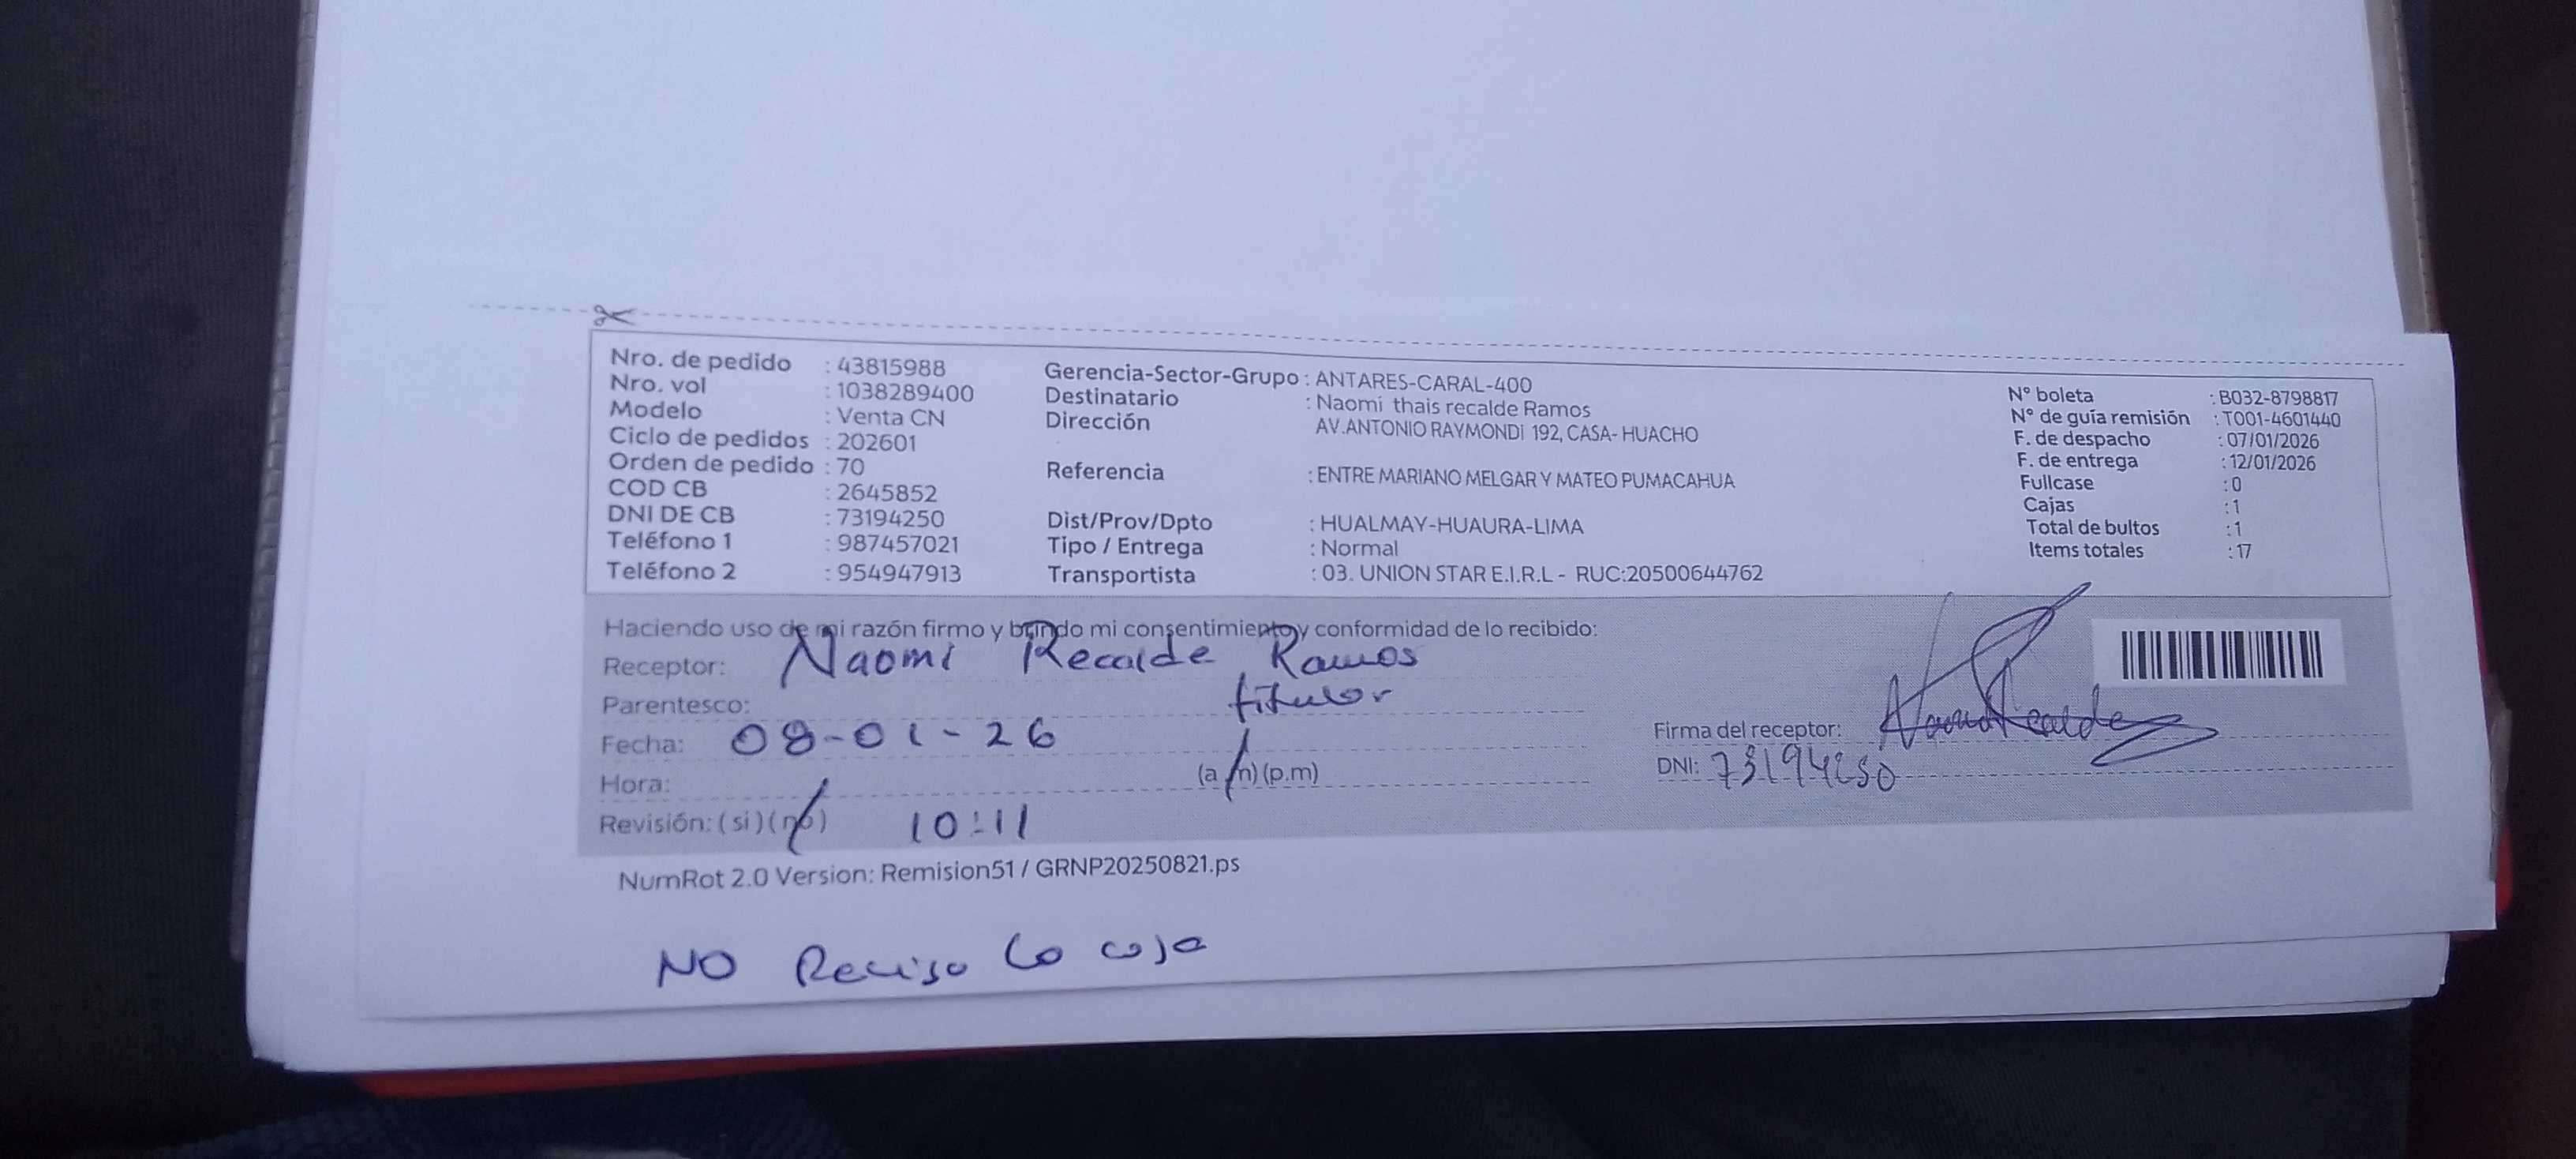 Nro. de pedido : 43815988
Nro. vol : 1038289400
Modelo : Venta CN
Ciclo de pedidos : 202601
Orden de pedido : 70
COD CB : 2645852
DNI DE CB : 73194250
Teléfono 1 : 987457021
Teléfono 2 : 954947913
Gerencia-Sector-Grupo : ANTARES-CARAL-400
Destinatario : Naomi thais recalde Ramos
Dirección AV.ANTONIO RAYMONDI 192, CASA- HUACHO
Referencia : ENTRE MARIANO MELGAR Y MATEO PUMACAHUA
Dist/Prov/Dpto : HUALMAY-HUAURA-LIMA
Tipo / Entrega : Normal
Transportista : 03. UNION STAR E.I.R.L - RUC:20500644762
N° boleta : B032-8798817
N° de guía remisión : T001-4601440
F. de despacho : 07/01/2026
F. de entrega : 12/01/2026
Fullcase : 0
Cajas : 1
Total de bultos : 1
Items totales : 17
Haciendo uso de mi razón firmo y brindo mi consentimiento y conformidad de lo recibido:
Receptor: Naomi Recalde Ramos
Parentesco: titular
Fecha: 08-01-26
Hora: (a.m) (p.m)
Revisión: (si) (no) 10:11
Firma del receptor: Naomi Recalde
DNI: 73194250
NumRot 2.0 Version: Remision51 / GRNP20250821.ps
NO Reviso la caja